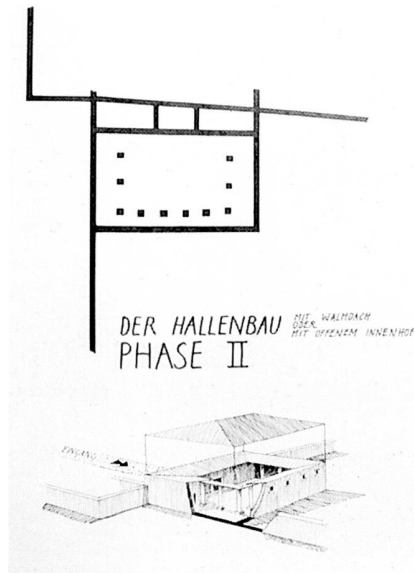 DER HALLENBAU MIT WALMDACH
ODER
MIT OFFENEM INNENHOF
PHASE II
EINGANG